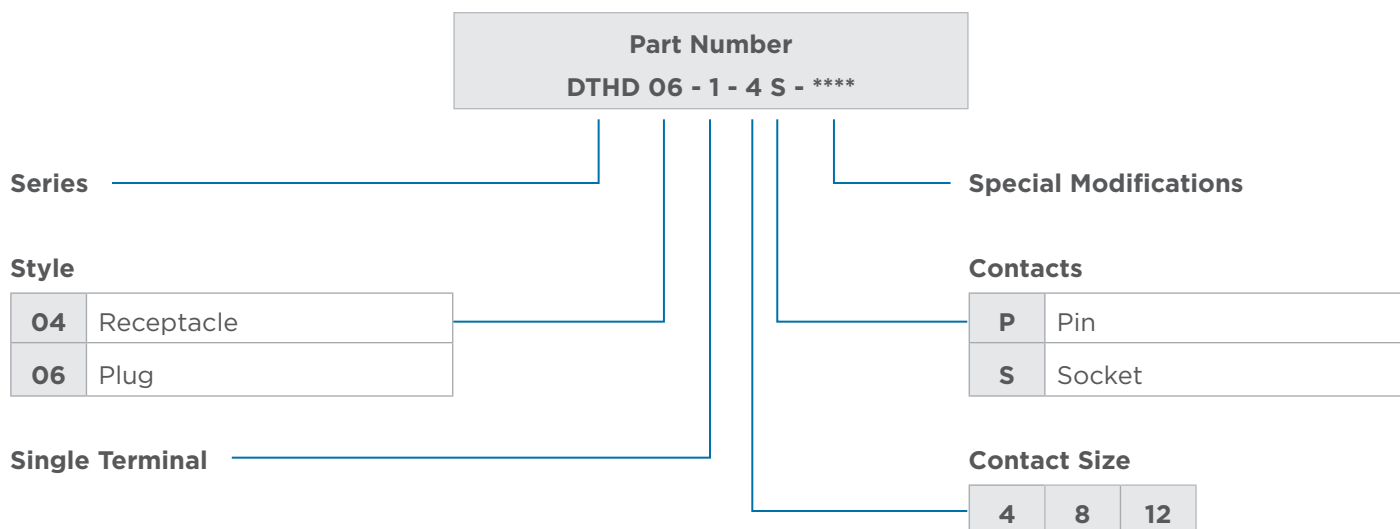 Part Number
DTHD 06 - 1 - 4 S - ****
Series
Special Modifications
Style
04 Receptacle
06 Plug
Contacts
P Pin
S Socket
Single Terminal
Contact Size
4 8 12